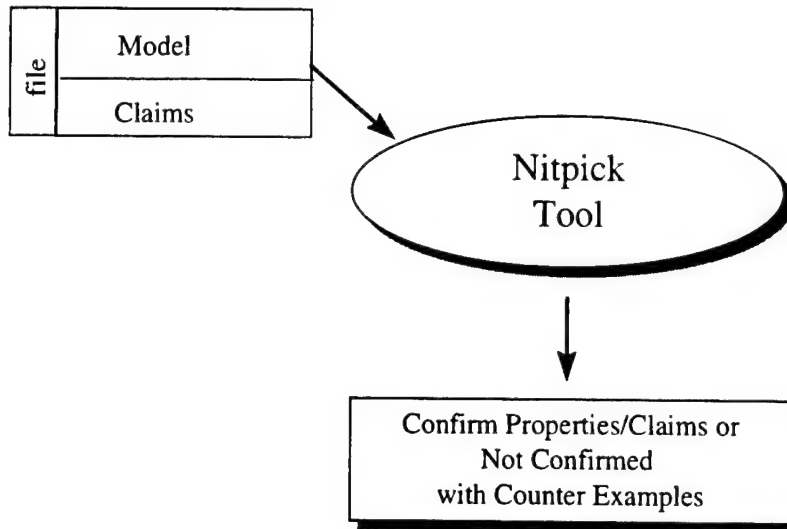 file
Model
Claims
Nitpick
Tool
Confirm Properties/Claims or
Not Confirmed
with Counter Examples